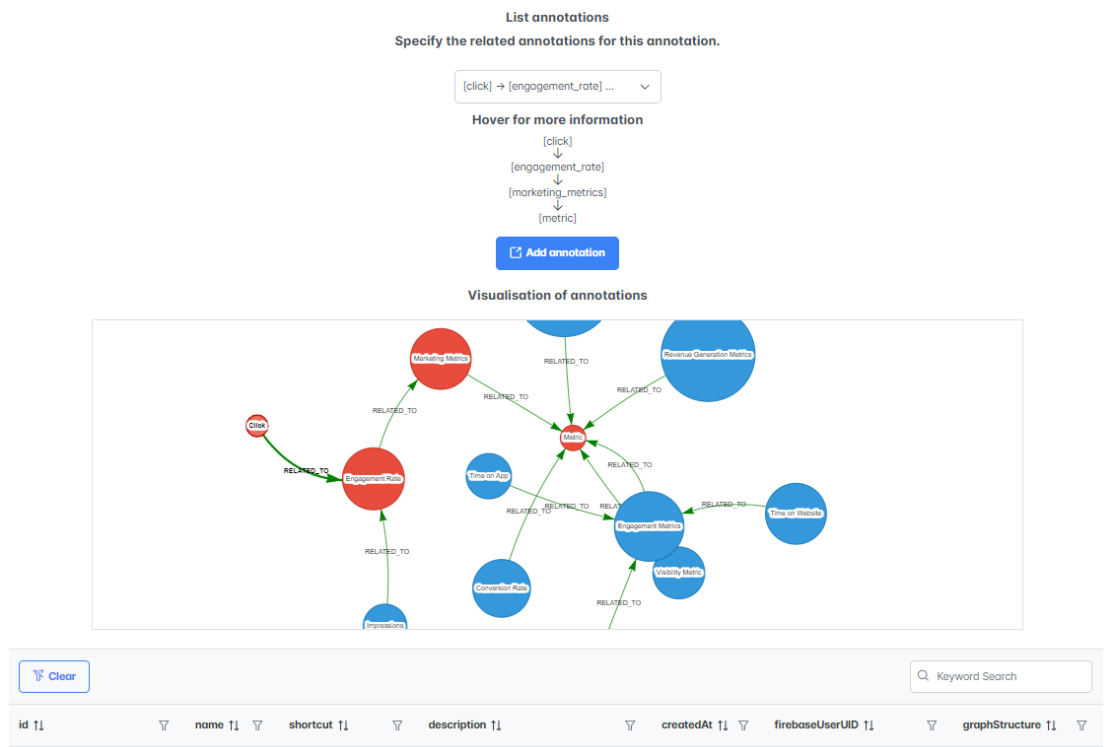 List annotations
Specify the related annotations for this annotation.
[click] → [engagement_rate] ...
Hover for more information
[click]
↓
[engagement_rate]
↓
[marketing_metrics]
↓
[metric]
Add annotation
Visualisation of annotations
Marketing Metrics
RELATED_TO
Revenue Generation Metrics
RELATED_TO
RELATED_TO
RELATED_TO
Click
Metric
RELATED_TO
RELATED_TO
Engagement Rate
Time on App
RELATED_TO
RELATED_TO
RELA
RELATED_TO
Engagement Metrics
Time on Website
RELATED_TO
Visibility Metric
Conversion Rate
RELATED_TO
Impressions
Clear
Keyword Search
id name shortcut description createdAt firebaseUserUID graphStructure